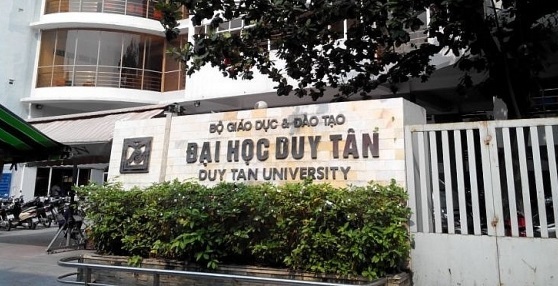 BỘ GIÁO DỤC & ĐÀO TẠO
ĐẠI HỌC DUY TÂN
DUY TAN UNIVERSITY